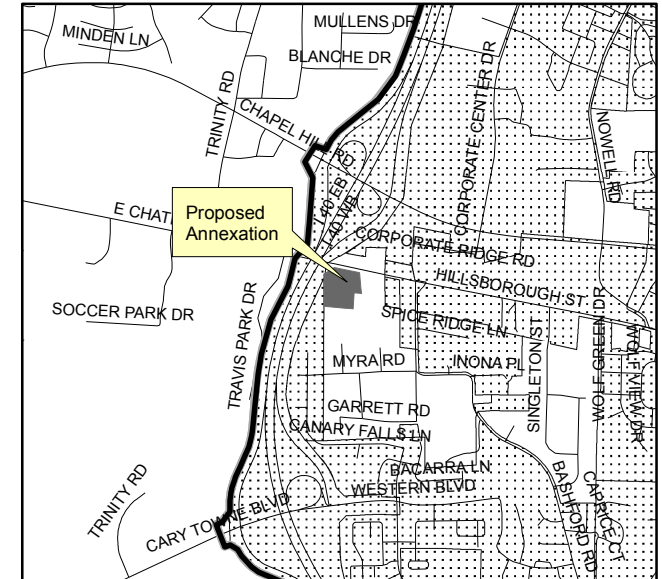 MULLENS DR
MINDEN LN
BLANCHE DR
TRINITY RD
CHAPEL HILL RD
CORPORATE CENTER DR
NOWELL RD
I-40 EB
I-40 WB
Proposed
Annexation
E CHAT
CORPORATE RIDGE RD
HILLSBOROUGH ST
SOCCER PARK DR
TRAVIS PARK DR
SPICE RIDGE LN
MYRA RD
INONA PL
SINGLETON ST
WOLF GREEN DR
WOLF VIEW DR
GARRETT RD
CANARY FALLS LN
BACARRA LN
WESTERN BLVD
TRINITY RD
CARY TOWNE BLVD
BASHFORD RD
CAPRICE CT